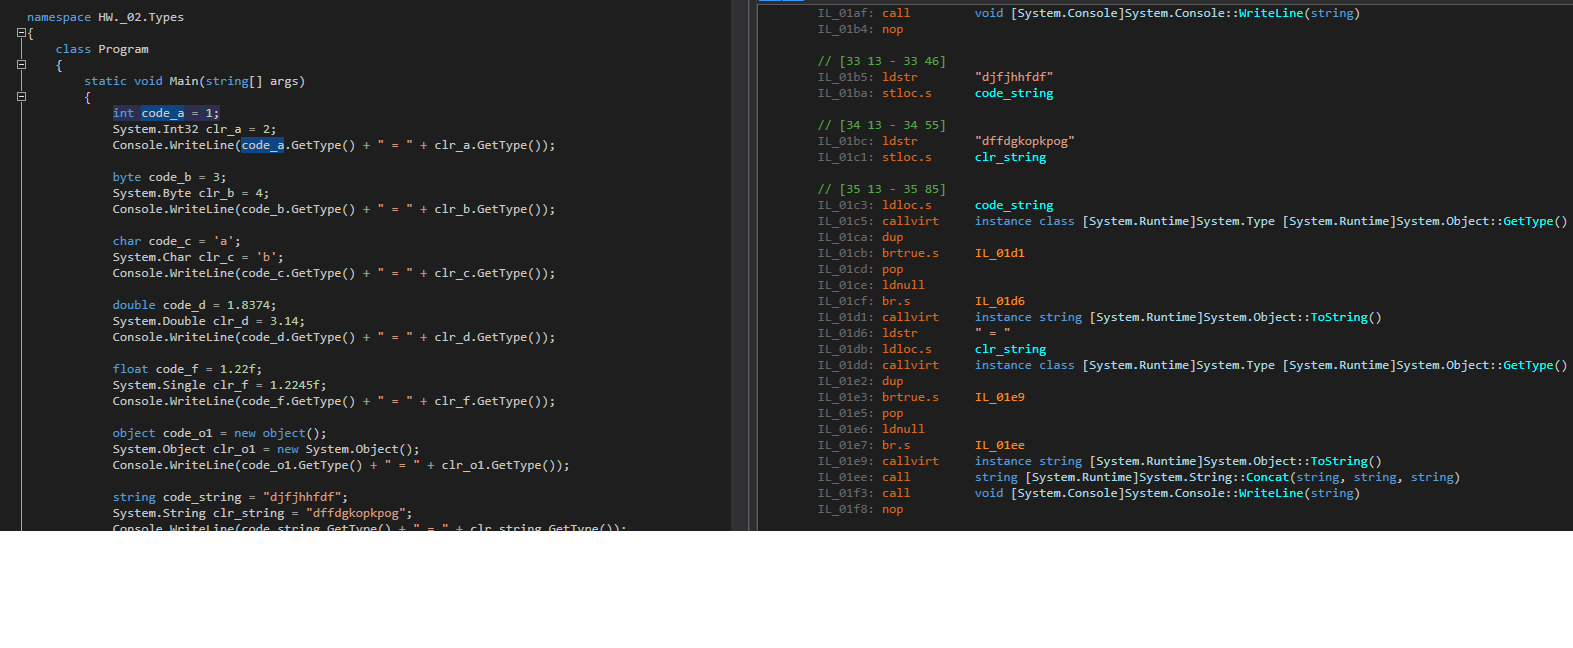 namespace HW._02.Types
{
class Program
{
static void Main(string[] args)
{
int code_a = 1;
System.Int32 clr_a = 2;
Console.WriteLine(code_a.GetType() + " = " + clr_a.GetType());
byte code_b = 3;
System.Byte clr_b = 4;
Console.WriteLine(code_b.GetType() + " = " + clr_b.GetType());
char code_c = 'a';
System.Char clr_c = 'b';
Console.WriteLine(code_c.GetType() + " = " + clr_c.GetType());
double code_d = 1.8374;
System.Double clr_d = 3.14;
Console.WriteLine(code_d.GetType() + " = " + clr_d.GetType());
float code_f = 1.22f;
System.Single clr_f = 1.2245f;
Console.WriteLine(code_f.GetType() + " = " + clr_f.GetType());
object code_o1 = new object();
System.Object clr_o1 = new System.Object();
Console.WriteLine(code_o1.GetType() + " = " + clr_o1.GetType());
string code_string = "djfjhhfdf";
System.String clr_string = "dffdgkopkpog";
Console.WriteLine(code_string.GetType() + " = " + clr_string.GetType());
IL_01af: call void [System.Console]System.Console::WriteLine(string)
IL_01b4: nop
// [33 13 - 33 46]
IL_01b5: ldstr "djfjhhfdf"
IL_01ba: stloc.s code_string
// [34 13 - 34 55]
IL_01bc: ldstr "dffdgkopkpog"
IL_01c1: stloc.s clr_string
// [35 13 - 35 85]
IL_01c3: ldloc.s code_string
IL_01c5: callvirt instance class [System.Runtime]System.Type [System.Runtime]System.Object::GetType()
IL_01ca: dup
IL_01cb: brtrue.s IL_01d1
IL_01cd: pop
IL_01ce: ldnull
IL_01cf: br.s IL_01d6
IL_01d1: callvirt instance string [System.Runtime]System.Object::ToString()
IL_01d6: ldstr " = "
IL_01db: ldloc.s clr_string
IL_01dd: callvirt instance class [System.Runtime]System.Type [System.Runtime]System.Object::GetType()
IL_01e2: dup
IL_01e3: brtrue.s IL_01e9
IL_01e5: pop
IL_01e6: ldnull
IL_01e7: br.s IL_01ee
IL_01e9: callvirt instance string [System.Runtime]System.Object::ToString()
IL_01ee: call string [System.Runtime]System.String::Concat(string, string, string)
IL_01f3: call void [System.Console]System.Console::WriteLine(string)
IL_01f8: nop